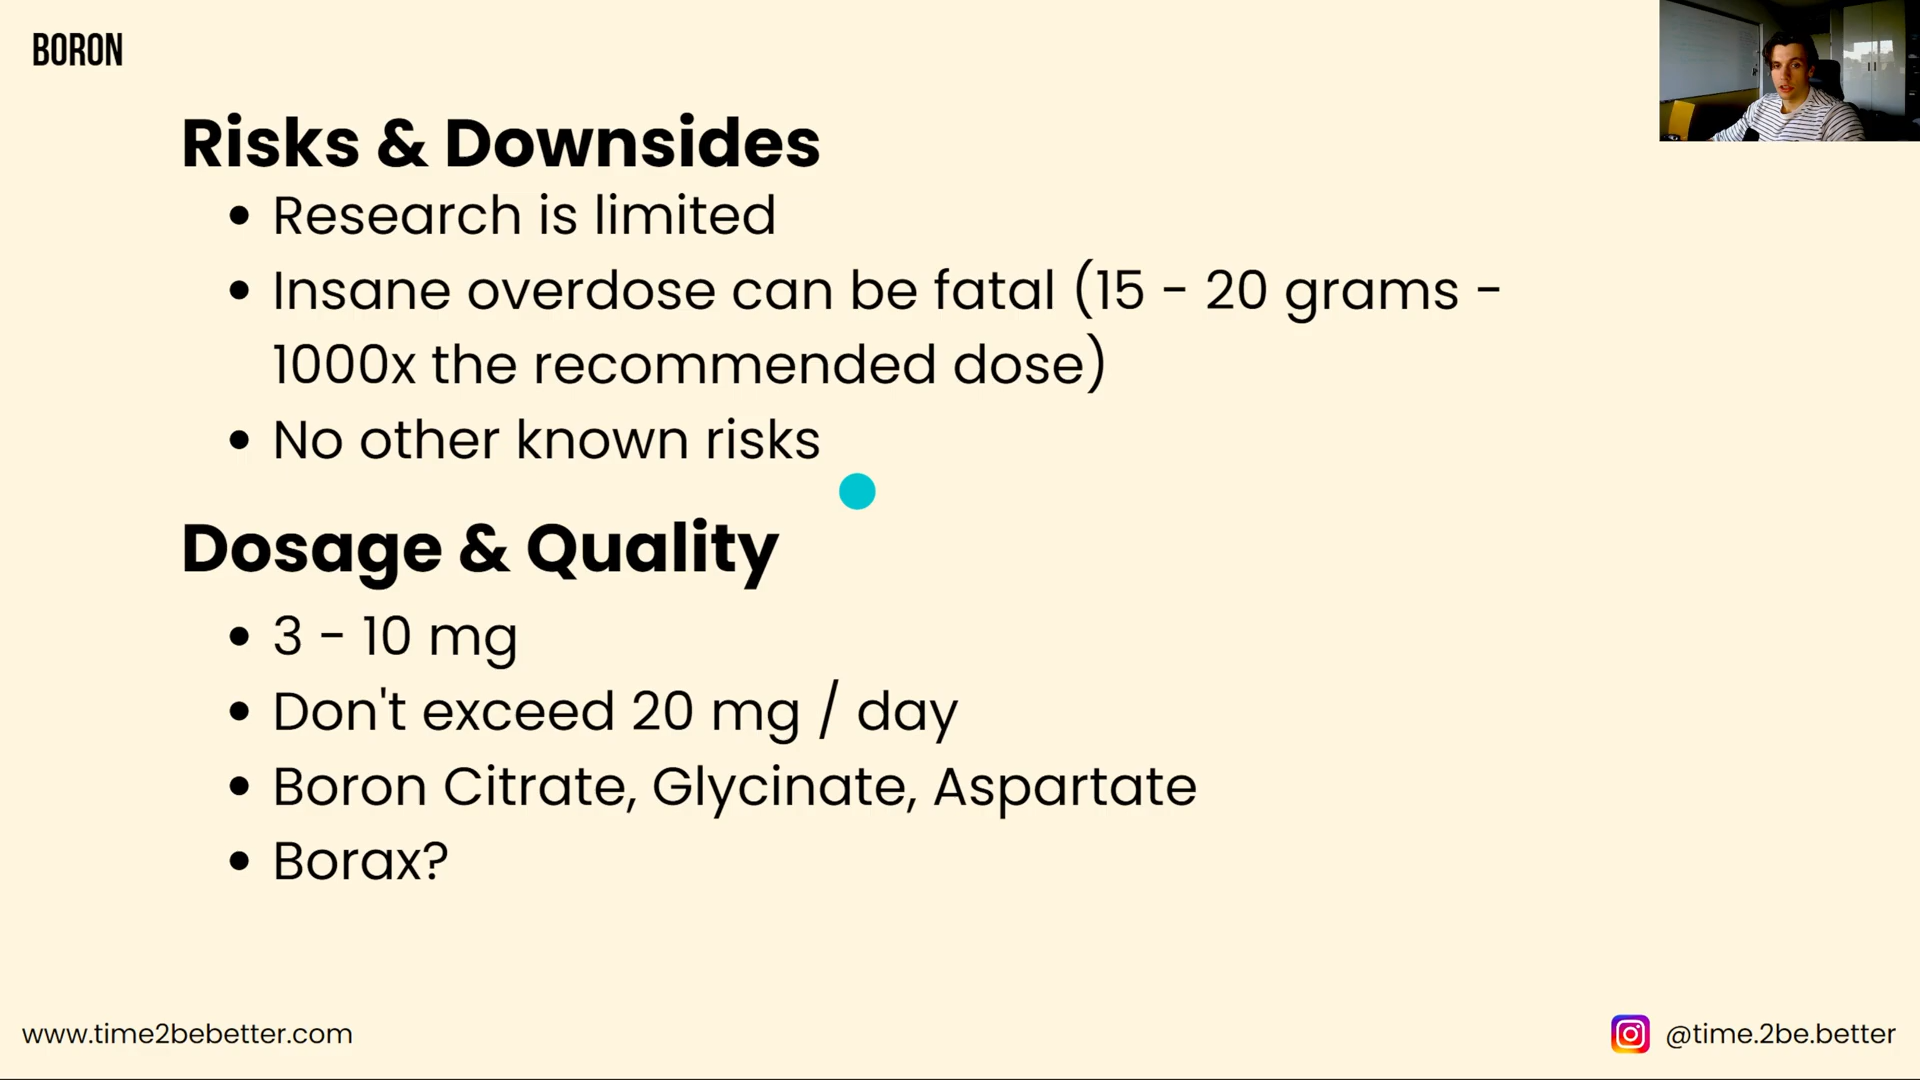 BORON
Risks & Downsides
• Research is limited
• Insane overdose can be fatal (15 - 20 grams -
1000x the recommended dose)
• No other known risks
Dosage & Quality
• 3 - 10 mg
• Don't exceed 20 mg / day
• Boron Citrate, Glycinate, Aspartate
• Borax?
www.time2bebetter.com
@time.2be.better